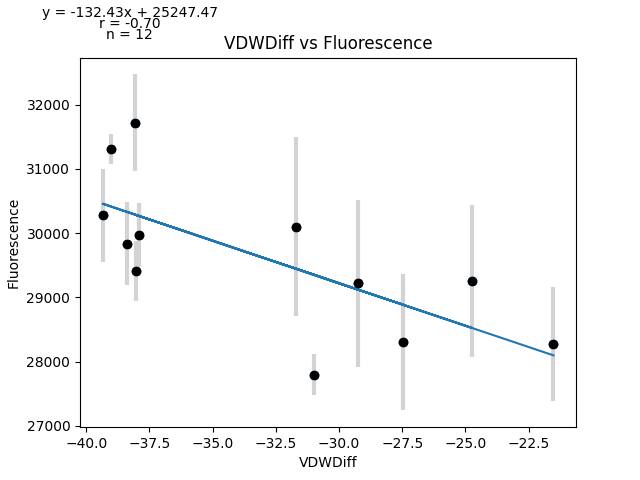 y = -132.43x + 25247.47
r = -0.70
n = 12
VDWDiff vs Fluorescence
Fluorescence
32000
31000
30000
29000
28000
27000
−40.0 −37.5 −35.0 −32.5 −30.0 −27.5 −25.0 −22.5
VDWDiff